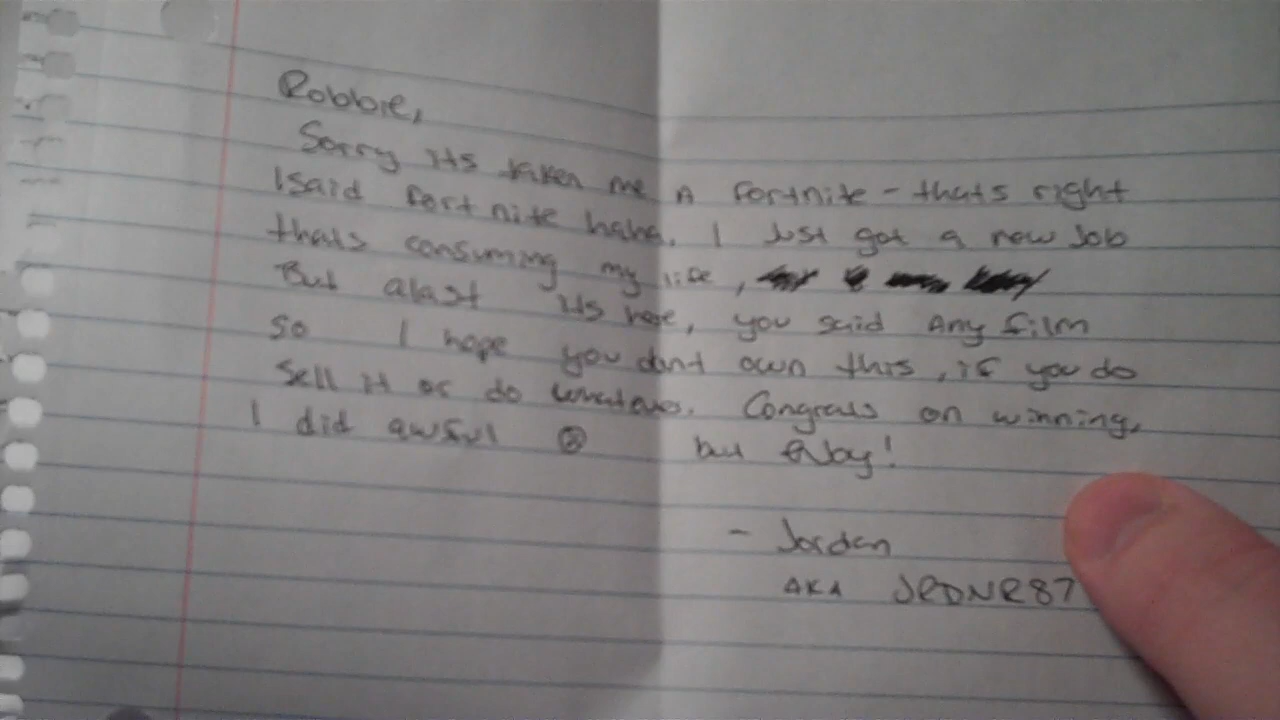 Robbie,
Sorry its taken me A fortnite - thats right
I said fortnite haha. I Just got a new Job
thats consuming my life,
But alast its here, you said Any film
so I hope you dont own this, if you do
Sell it or do whatever. Congrats on winning,
I did awful ☹ but enJoy!
- Jordan
AKA JRDNR87